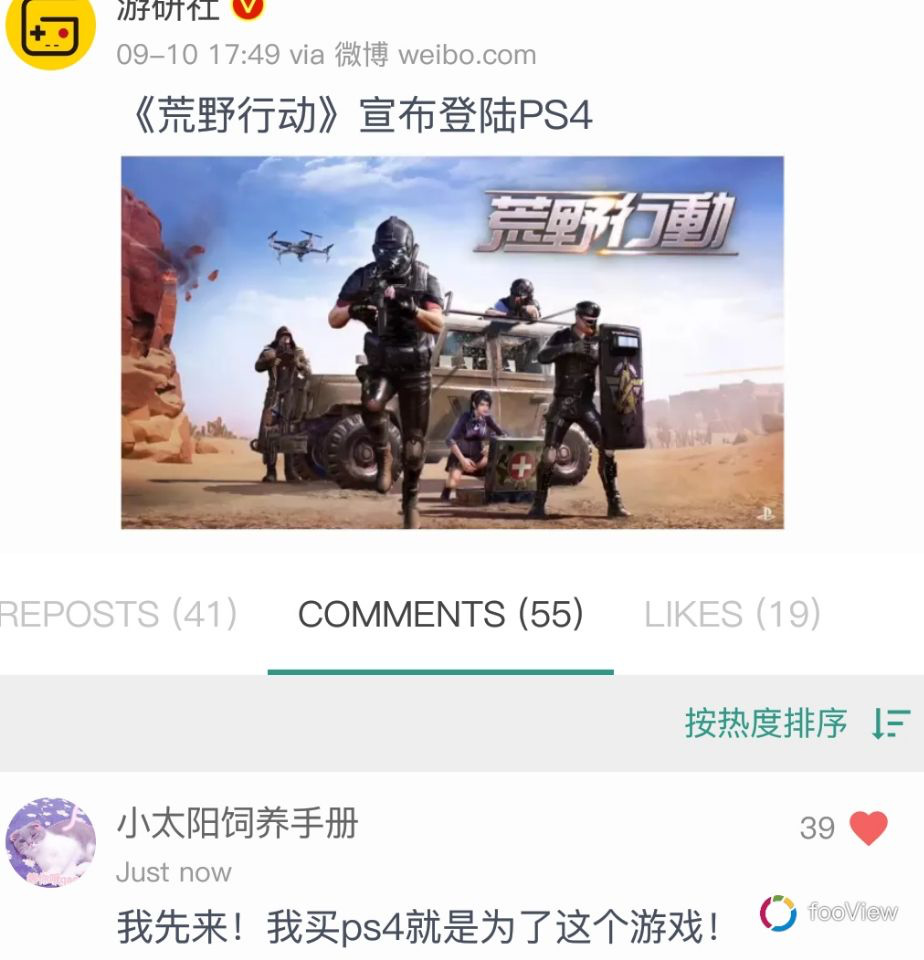 游研社
09-10 17:49 via 微博 weibo.com
《荒野行动》宣布登陆PS4
荒野行動
REPOSTS (41)
COMMENTS (55)
LIKES (19)
按热度排序
小太阳饲养手册
39
Just now
我先来！我买ps4就是为了这个游戏！
fooView